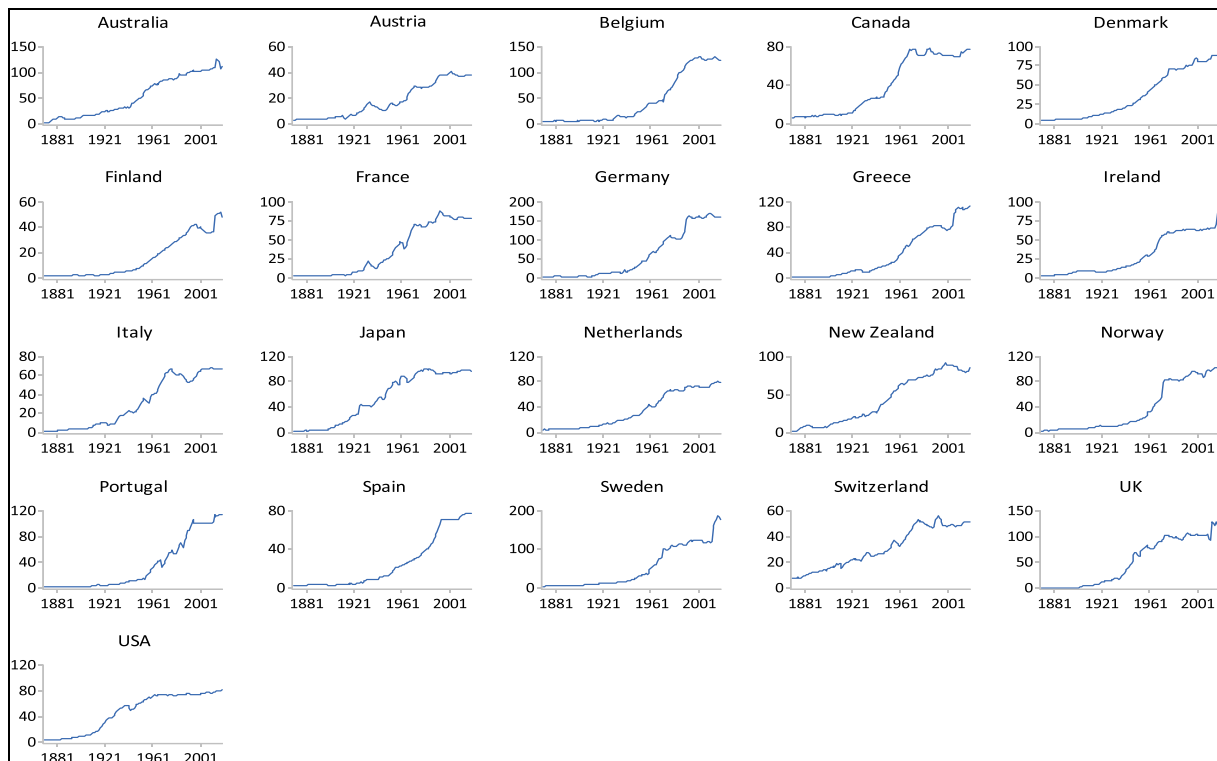 Australia Austria Belgium Canada Denmark
150 60 150 80 100
100 40 100 40 75
50 20 50 0 50
0 0 0 25
0
1881 1921 1961 2001 1881 1921 1961 2001 1881 1921 1961 2001 1881 1921 1961 2001 1881 1921 1961 2001
Finland France Germany Greece Ireland
60 100 200 120 100
40 75 150 80 75
20 50 100 40 50
0 25 50 0 25
0 0 0
1881 1921 1961 2001 1881 1921 1961 2001 1881 1921 1961 2001 1881 1921 1961 2001 1881 1921 1961 2001
Italy Japan Netherlands New Zealand Norway
80 120 120 100 120
60 80 80 50 80
40 40 40 0 40
20 0 0 0
0
1881 1921 1961 2001 1881 1921 1961 2001 1881 1921 1961 2001 1881 1921 1961 2001 1881 1921 1961 2001
Portugal Spain Sweden Switzerland UK
120 80 200 60 150
80 40 100 40 100
40 0 0 20 50
0 0 0
1881 1921 1961 2001 1881 1921 1961 2001 1881 1921 1961 2001 1881 1921 1961 2001 1881 1921 1961 2001
USA
120
80
40
0
1881 1921 1961 2001